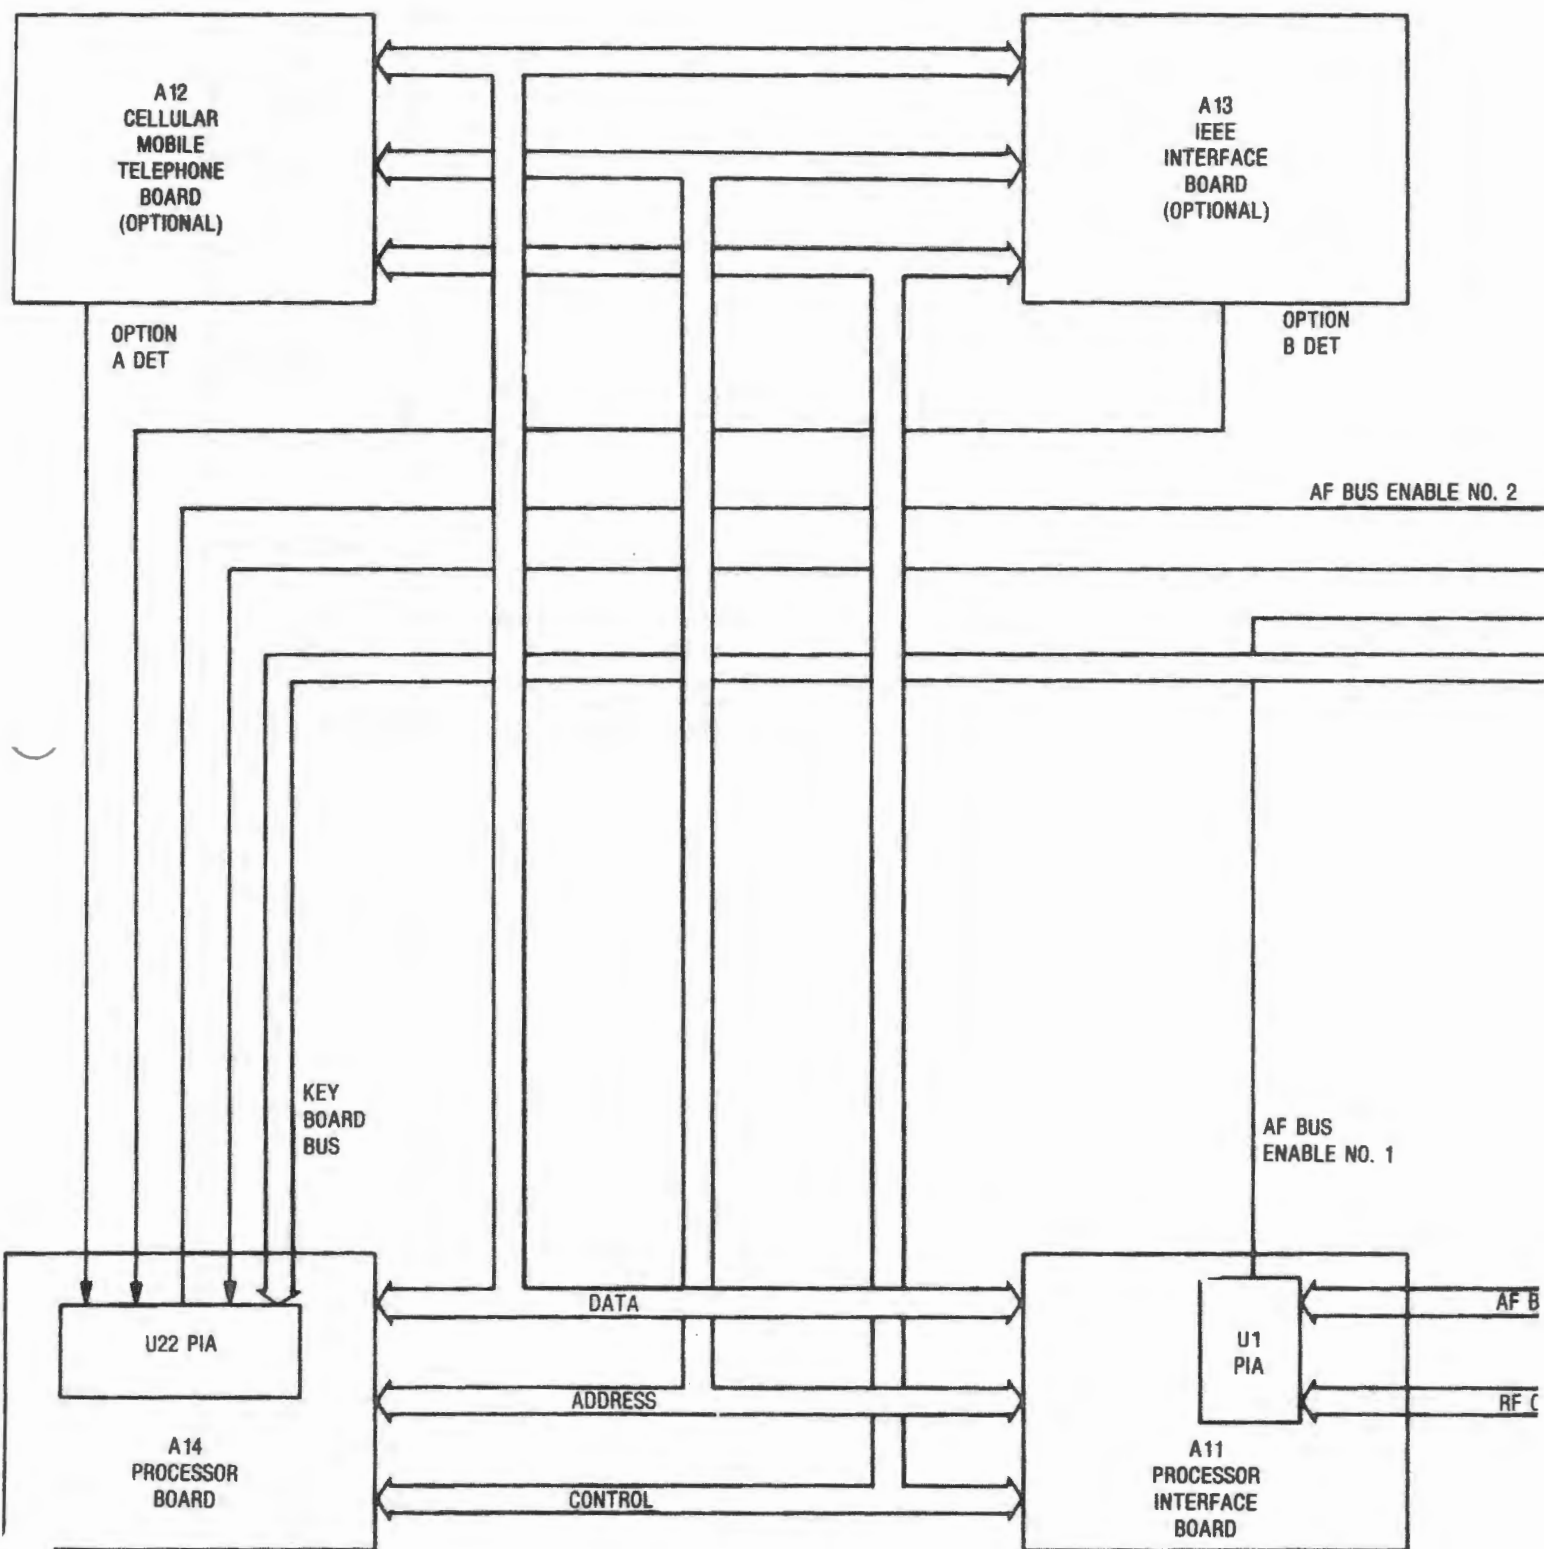 A12
CELLULAR
MOBILE
TELEPHONE
BOARD
(OPTIONAL)
A13
IEEE
INTERFACE
BOARD
(OPTIONAL)
OPTION
A DET
OPTION
B DET
AF BUS ENABLE NO. 2
KEY
BOARD
BUS
AF BUS
ENABLE NO. 1
U22 PIA
A14
PROCESSOR
BOARD
DATA
ADDRESS
CONTROL
U1
PIA
A11
PROCESSOR
INTERFACE
BOARD
AF
RF